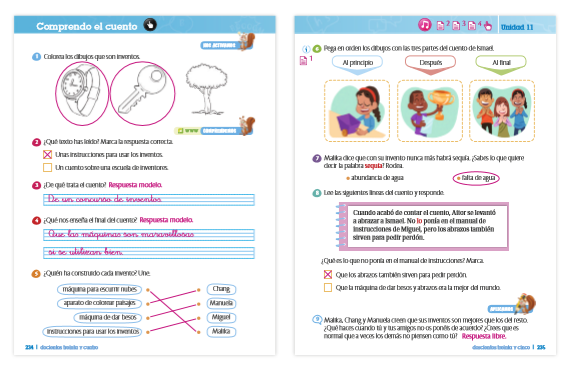 Comprendo el cuento
1 Colorea los dibujos que son inventos.
2 ¿Qué texto has leído? Marca la respuesta correcta.
Unas instrucciones para usar los inventos.
Un cuento sobre una escuela de inventores.
3 ¿De qué trata el cuento? Respuesta modelo.
De un concurso de inventos.
4 ¿Qué nos enseña el final del cuento? Respuesta modelo.
Que las máquinas son maravillosas
si se utilizan bien.
5 ¿Quién ha construido cada invento? Une.
máquina para escurrir nubes
Chang
aparato de colorear paisajes
Manuela
máquina de dar besos
Miguel
instrucciones para usar los inventos
Malika
234 | doscientos treinta y cuatro
2 3 4
Unidad 11
6 Pega en orden los dibujos con las tres partes del cuento de Ismael.
1
Al principio
Después
Al final
7 Malika dice que con su invento nunca más habrá sequía. ¿Sabes lo que quiere
decir la palabra sequía? Rodea.
abundancia de agua
falta de agua
8 Lee las siguientes líneas del cuento y responde.
Cuando acabó de contar el cuento, Aitor se levantó
a abrazar a Ismael. No lo ponía en el manual de
instrucciones de Miguel, pero los abrazos también
sirven para pedir perdón.
¿Qué es lo que no ponía en el manual de instrucciones? Marca.
Que los abrazos también sirven para pedir perdón.
Que la máquina de dar besos y abrazos era la mejor del mundo.
9 Malika, Chang y Manuela creen que sus inventos son mejores que los del resto.
¿Qué haces cuando tú y tus amigos no os ponéis de acuerdo? ¿Crees que es
normal que a veces los demás no piensen como tú? Respuesta libre.
doscientos treinta y cinco | 235